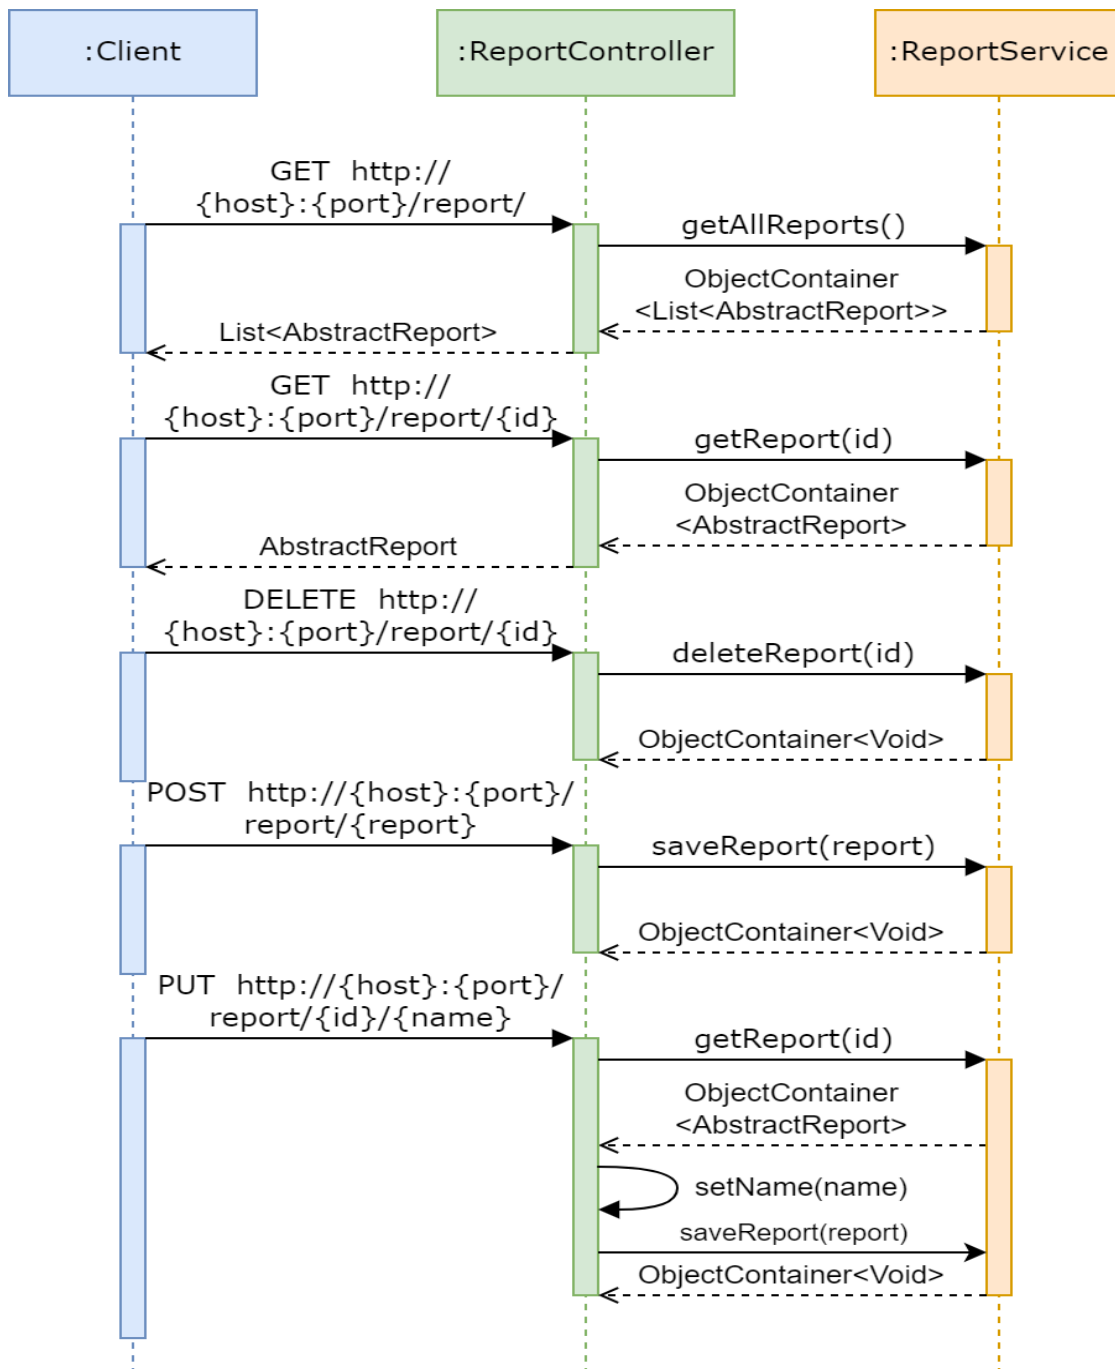 :Client
:ReportController
:ReportService
GET http://
{host}:{port}/report/
getAllReports()
ObjectContainer
<List<AbstractReport>>
List<AbstractReport>
GET http://
{host}:{port}/report/{id}
getReport(id)
ObjectContainer
<AbstractReport>
AbstractReport
DELETE http://
{host}:{port}/report/{id}
deleteReport(id)
ObjectContainer<Void>
POST http://{host}:{port}/
report/{report}
saveReport(report)
ObjectContainer<Void>
PUT http://{host}:{port}/
report/{id}/{name}
getReport(id)
ObjectContainer
<AbstractReport>
setName(name)
saveReport(report)
ObjectContainer<Void>